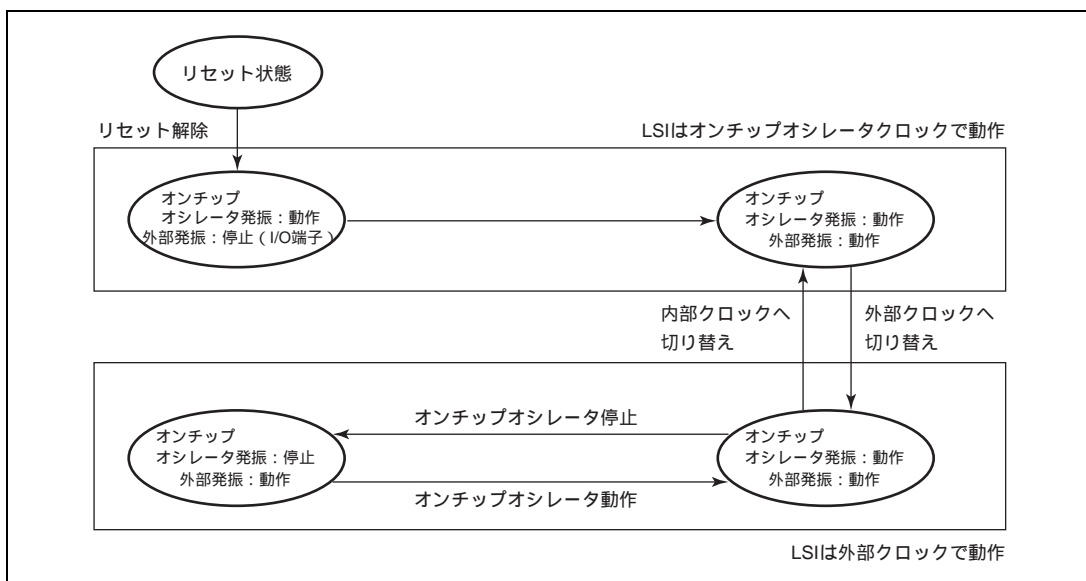 リセット状態
リセット解除
LSIはオンチップオシレータクロックで動作
オンチップ
オシレータ発振：動作
外部発振：停止（I/O端子）
オンチップ
オシレータ発振：動作
外部発振：動作
内部クロックへ
切り替え
外部クロックへ
切り替え
オンチップオシレータ停止
オンチップ
オシレータ発振：停止
外部発振：動作
オンチップ
オシレータ発振：動作
外部発振：動作
オンチップオシレータ動作
LSIは外部クロックで動作